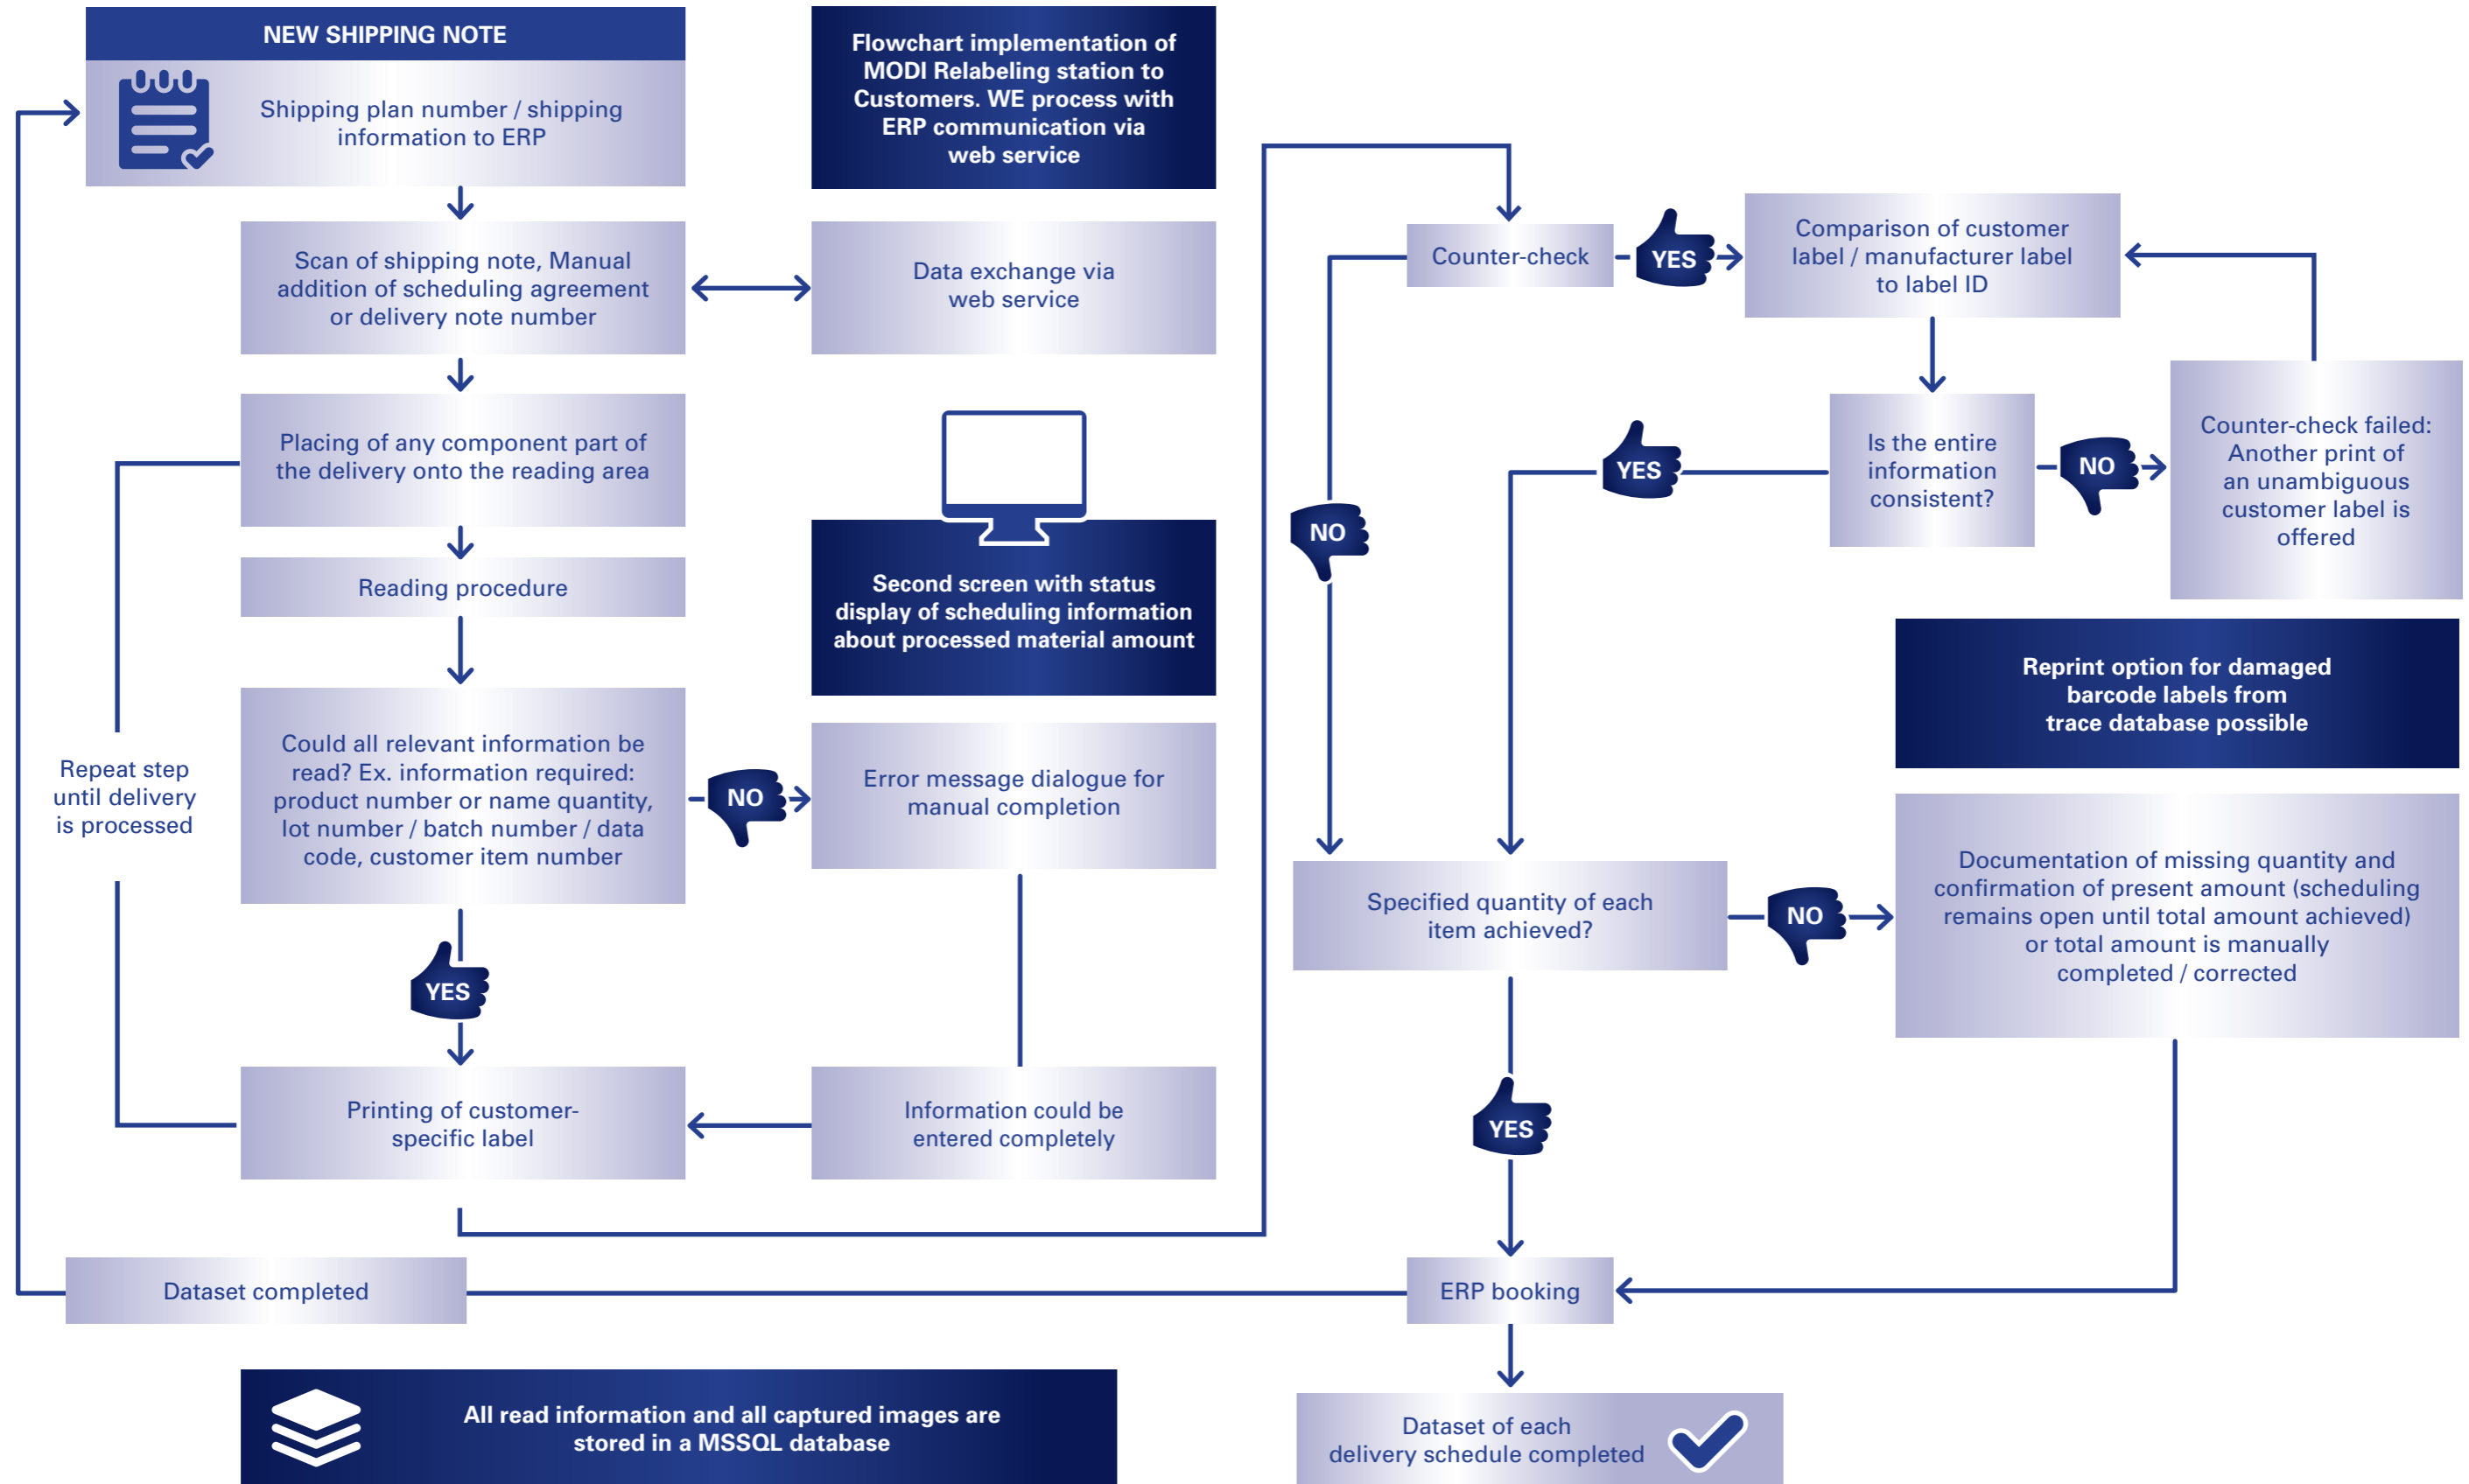 NEW SHIPPING NOTE
Shipping plan number / shipping
information to ERP
Flowchart implementation of
MODI Relabeling station to
Customers. WE process with
ERP communication via
web service
Scan of shipping note, Manual
addition of scheduling agreement
or delivery note number
Data exchange via
web service
Placing of any component part of
the delivery onto the reading area
Reading procedure
Second screen with status
display of scheduling information
about processed material amount
Could all relevant information be
read? Ex. information required:
product number or name quantity,
lot number / batch number / data
code, customer item number
NO
Error message dialogue for
manual completion
Repeat step
until delivery
is processed
YES
Printing of customer-
specific label
Information could be
entered completely
Counter-check
YES
Comparison of customer
label / manufacturer label
to label ID
NO
YES
Is the entire
information
consistent?
NO
Counter-check failed:
Another print of
an unambiguous
customer label is
offered
Reprint option for damaged
barcode labels from
trace database possible
Specified quantity of each
item achieved?
NO
Documentation of missing quantity and
confirmation of present amount (scheduling
remains open until total amount achieved)
or total amount is manually
completed / corrected
YES
Dataset completed
ERP booking
All read information and all captured images are
stored in a MSSQL database
Dataset of each
delivery schedule completed